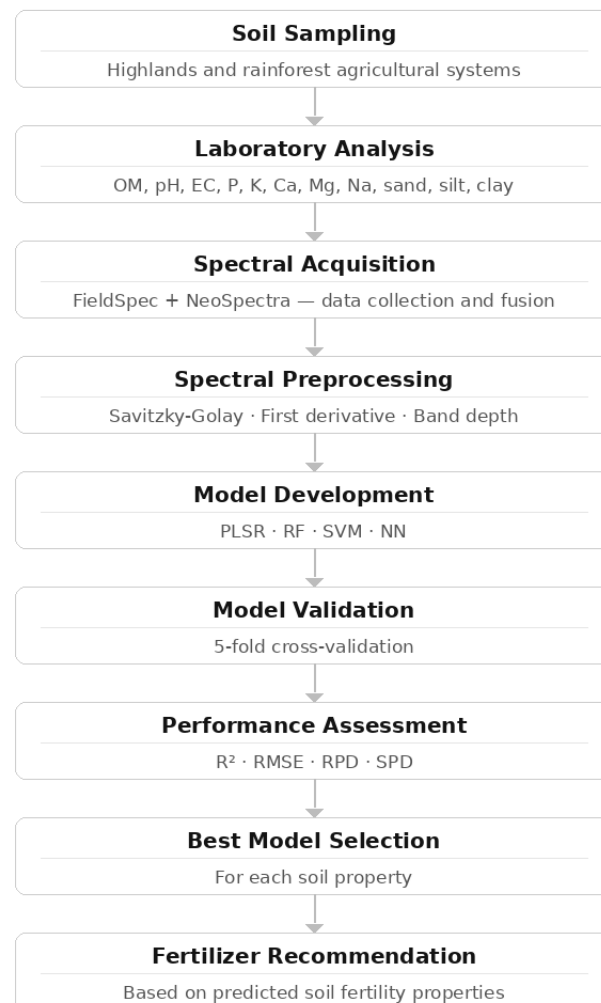 Soil Sampling
Highlands and rainforest agricultural systems
Laboratory Analysis
OM, pH, EC, P, K, Ca, Mg, Na, sand, silt, clay
Spectral Acquisition
FieldSpec + NeoSpectra — data collection and fusion
Spectral Preprocessing
Savitzky-Golay · First derivative · Band depth
Model Development
PLSR · RF · SVM · NN
Model Validation
5-fold cross-validation
Performance Assessment
R² · RMSE · RPD · SPD
Best Model Selection
For each soil property
Fertilizer Recommendation
Based on predicted soil fertility properties